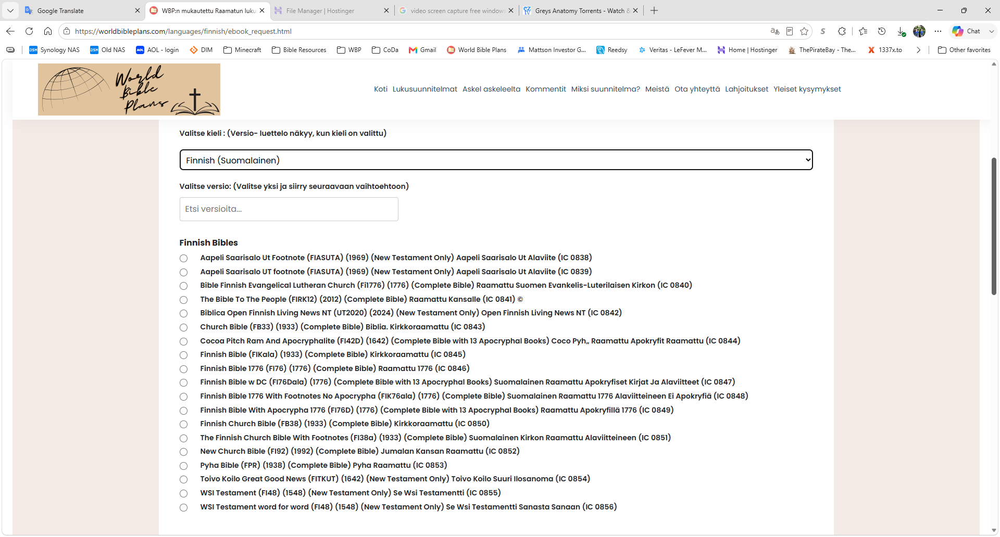 Google Translate
WBP:n mukautettu Raamatun luku
File Manager | Hostinger
video screen capture free windows
Greys Anatomy Torrents - Watch &
https://worldbibleplans.com/languages/finnish/ebook_request.html
Chat
Synology NAS
Old NAS
AOL - login
DIM
Minecraft
Bible Resources
WBP
CoDa
Gmail
World Bible Plans
Mattson Investor G...
Reedsy
Veritas - LeFever M...
Home | Hostinger
ThePirateBay - The...
1337x.to
Other favorites
World
Bible
Plans
Koti Lukusuunnitelmat Askel askeleelta Kommentit Miksi suunnitelma? Meistä Ota yhteyttä Lahjoitukset Yleiset kysymykset
Valitse kieli : (Versio- luettelo näkyy, kun kieli on valittu)
Finnish (Suomalainen)
Valitse versio: (Valitse yksi ja siirry seuraavaan vaihtoehtoon)
Etsi versioita...
Finnish Bibles
Aapeli Saarisalo Ut Footnote (FIASUTA) (1969) (New Testament Only) Aapeli Saarisalo Ut Alaviite (IC 0838)
Aapeli Saarisalo UT footnote (FIASUTA) (1969) (New Testament Only) Aapeli Saarisalo Ut Alaviite (IC 0839)
Bible Finnish Evangelical Lutheran Church (Fi1776) (1776) (Complete Bible) Raamattu Suomen Evankelis-Luterilaisen Kirkon (IC 0840)
The Bible To The People (FIRK12) (2012) (Complete Bible) Raamattu Kansalle (IC 0841) ©
Biblica Open Finnish Living News NT (UT2020) (2024) (New Testament Only) Open Finnish Living News NT (IC 0842)
Church Bible (FB33) (1933) (Complete Bible) Biblia. Kirkkoraamattu (IC 0843)
Cocoa Pitch Ram And Apocryphalite (FI42D) (1642) (Complete Bible with 13 Apocryphal Books) Coco Pyh„ Raamattu Apokryfit Raamattu (IC 0844)
Finnish Bible (FIKala) (1933) (Complete Bible) Kirkkoraamattu (IC 0845)
Finnish Bible 1776 (FI76) (1776) (Complete Bible) Raamattu 1776 (IC 0846)
Finnish Bible w DC (FI76Dala) (1776) (Complete Bible with 13 Apocryphal Books) Suomalainen Raamattu Apokryfiset Kirjat Ja Alaviitteet (IC 0847)
Finnish Bible 1776 With Footnotes No Apocrypha (FIK76ala) (1776) (Complete Bible) Suomalainen Raamattu 1776 Alaviitteineen Ei Apokryfiä (IC 0848)
Finnish Bible With Apocrypha 1776 (FI76D) (1776) (Complete Bible with 13 Apocryphal Books) Raamattu Apokryfillä 1776 (IC 0849)
Finnish Church Bible (FB38) (1933) (Complete Bible) Kirkkoraamattu (IC 0850)
The Finnish Church Bible With Footnotes (FI38a) (1933) (Complete Bible) Suomalainen Kirkon Raamattu Alaviitteineen (IC 0851)
New Church Bible (FI92) (1992) (Complete Bible) Jumalan Kansan Raamattu (IC 0852)
Pyha Bible (FPR) (1938) (Complete Bible) Pyha Raamattu (IC 0853)
Toivo Koilo Great Good News (FITKUT) (1642) (New Testament Only) Toivo Koilo Suuri Ilosanoma (IC 0854)
WSI Testament (FI48) (1548) (New Testament Only) Se Wsi Testamentti (IC 0855)
WSI Testament word for word (FI48) (1548) (New Testament Only) Se Wsi Testamentti Sanasta Sanaan (IC 0856)